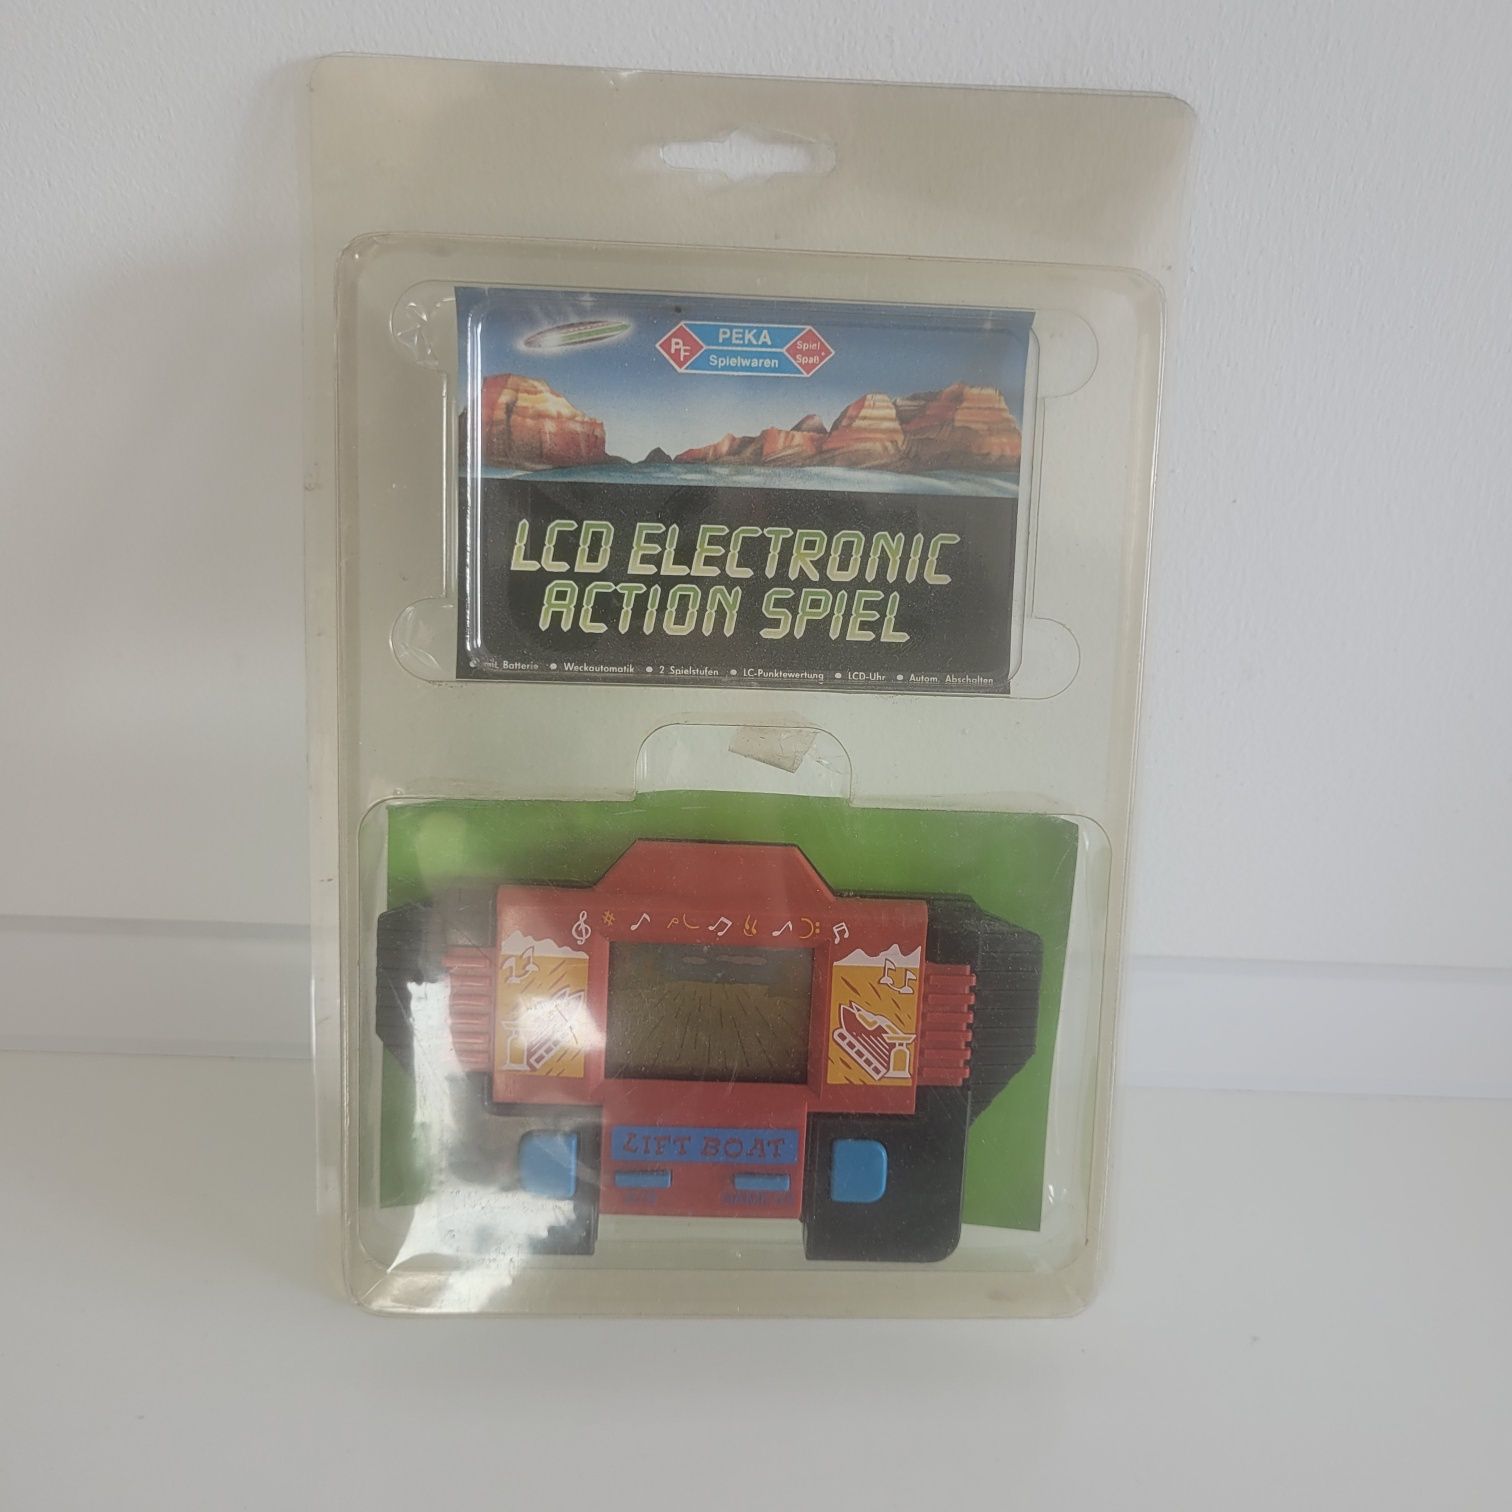 PF
PEKA
Spielwaren
Spiel
Spaß
LCD ELECTRONIC
ACTION SPIEL
Batterie ● Weckautomatik ● 2 Spielstufen ● LC-Punktewertung ● LCD-Uhr ● Autom. Abschalten
LIFT BOAT